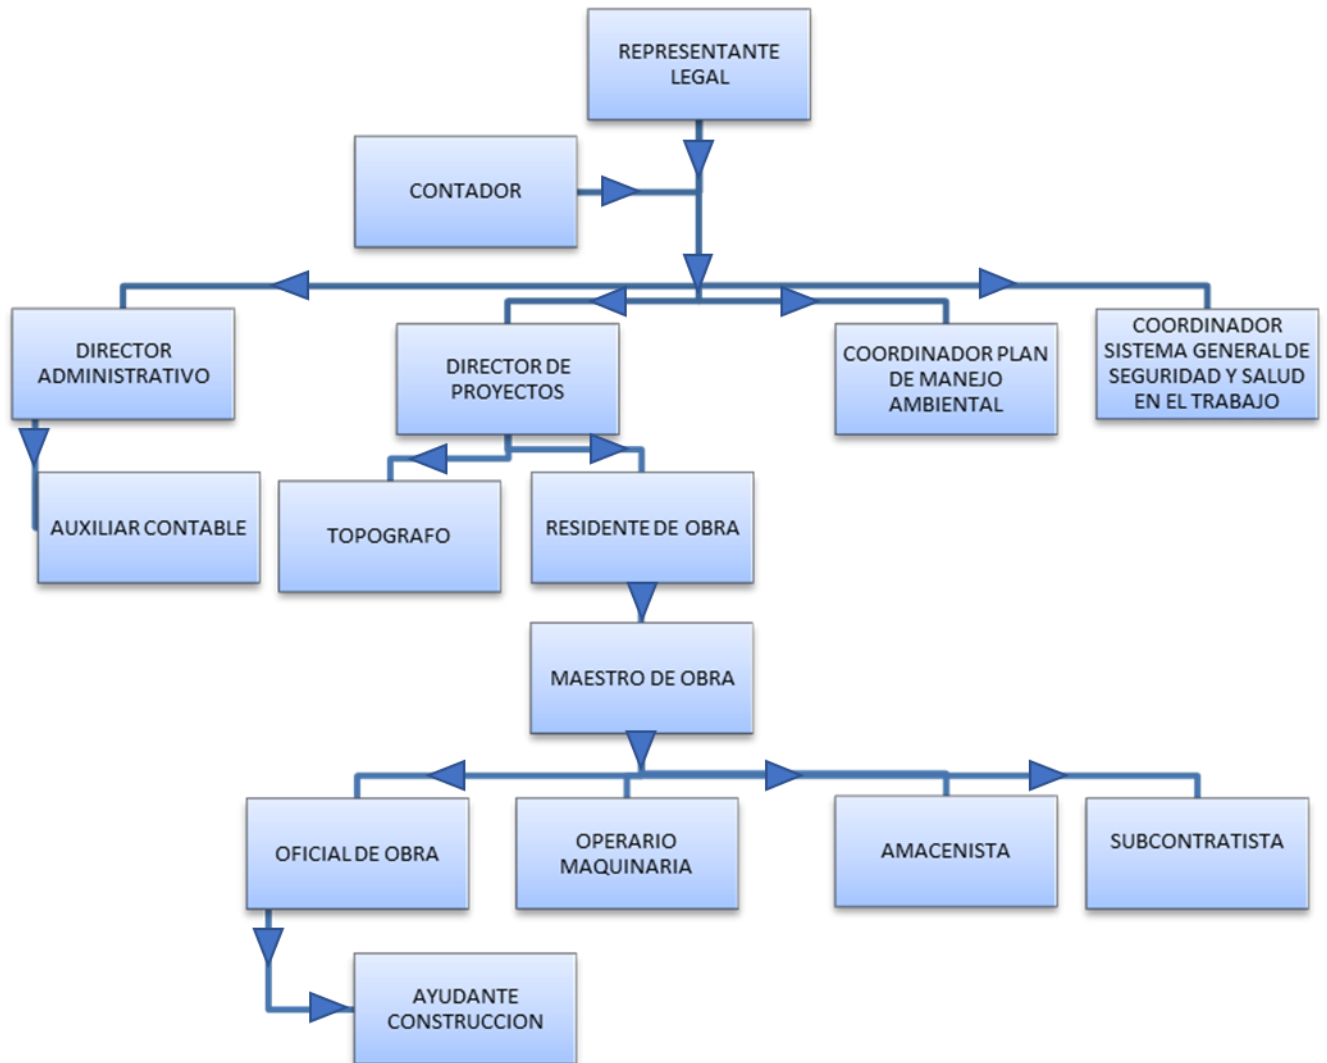 REPRESENTANTE
LEGAL
CONTADOR
DIRECTOR
ADMINISTRATIVO
DIRECTOR DE
PROYECTOS
COORDINADOR PLAN
DE MANEJO
AMBIENTAL
COORDINADOR
SISTEMA GENERAL DE
SEGURIDAD Y SALUD
EN EL TRABAJO
AUXILIAR CONTABLE
TOPOGRAFO
RESIDENTE DE OBRA
MAESTRO DE OBRA
OFICIAL DE OBRA
OPERARIO
MAQUINARIA
AMACENISTA
SUBCONTRATISTA
AYUDANTE
CONSTRUCCION